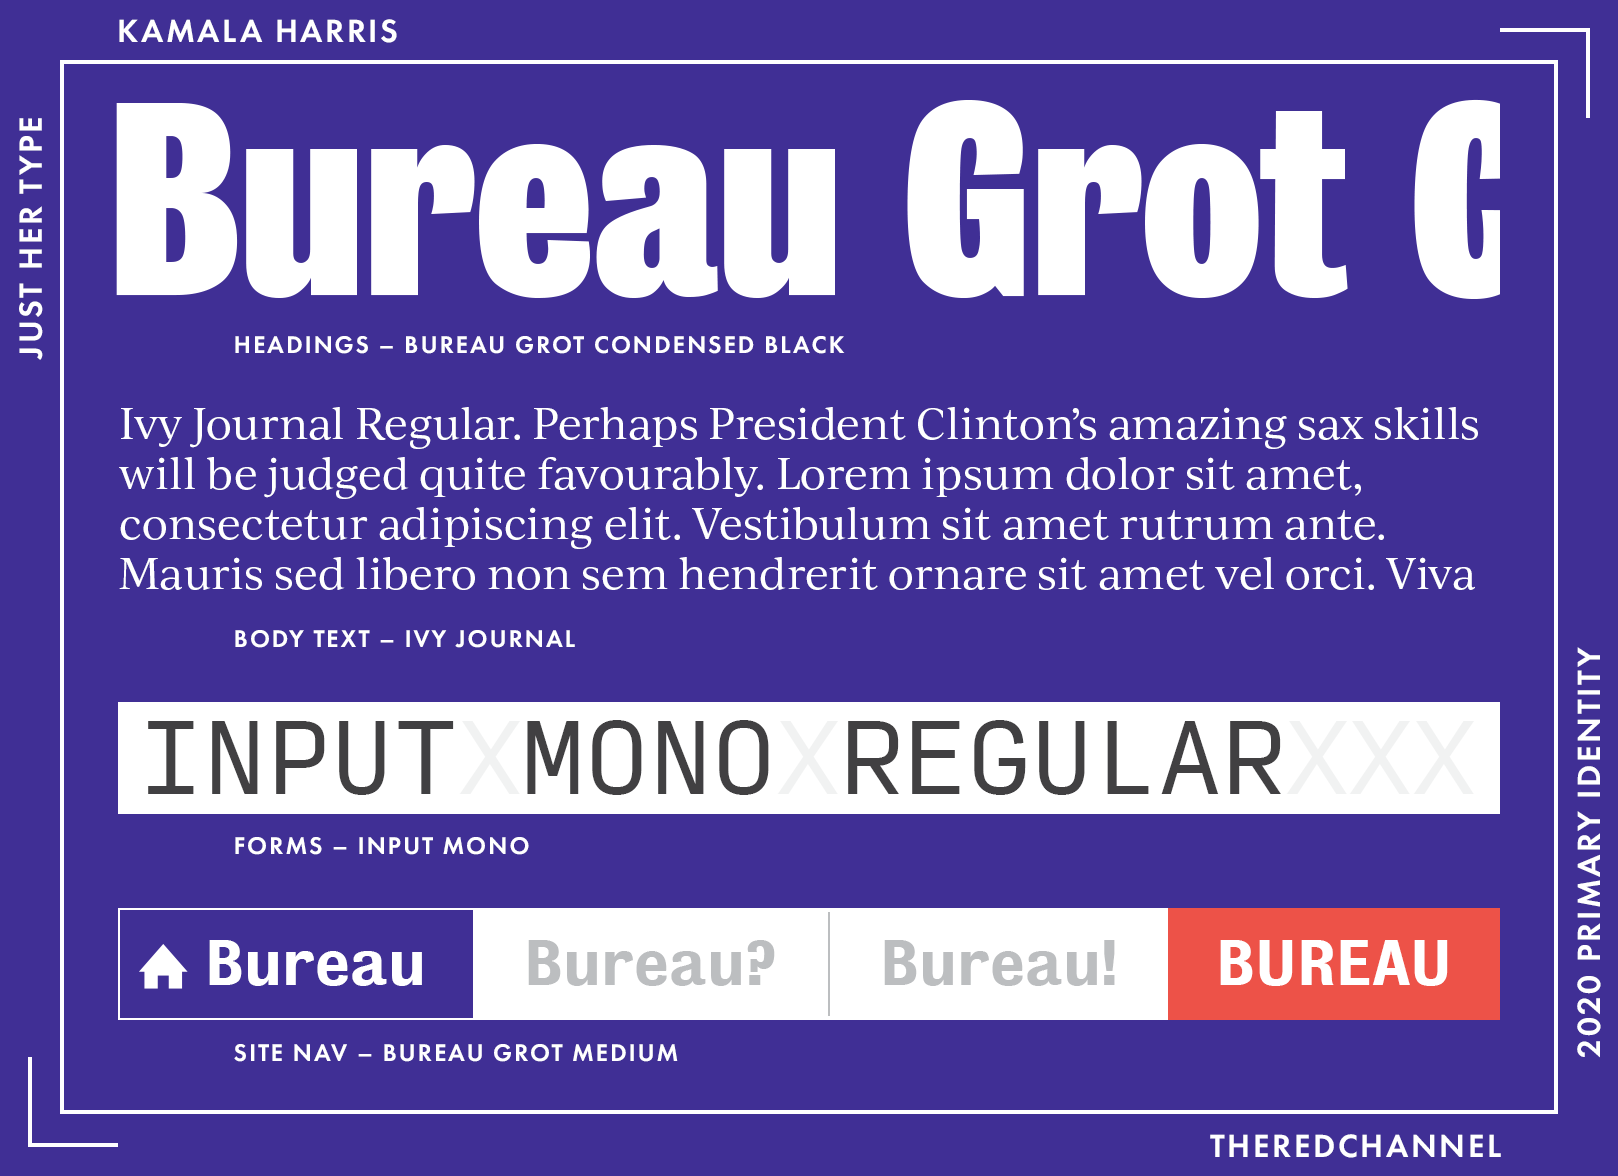 KAMALA HARRIS
JUST HER TYPE
Bureau Grot C
HEADINGS – BUREAU GROT CONDENSED BLACK
Ivy Journal Regular. Perhaps President Clinton’s amazing sax skills
will be judged quite favourably. Lorem ipsum dolor sit amet,
consectetur adipiscing elit. Vestibulum sit amet rutrum ante.
Mauris sed libero non sem hendrerit ornare sit amet vel orci. Viva
BODY TEXT – IVY JOURNAL
INPUTXMONOXREGULARXXX
FORMS – INPUT MONO
Bureau Bureau? Bureau! BUREAU
SITE NAV – BUREAU GROT MEDIUM
2020 PRIMARY IDENTITY
THEREDCHANNEL